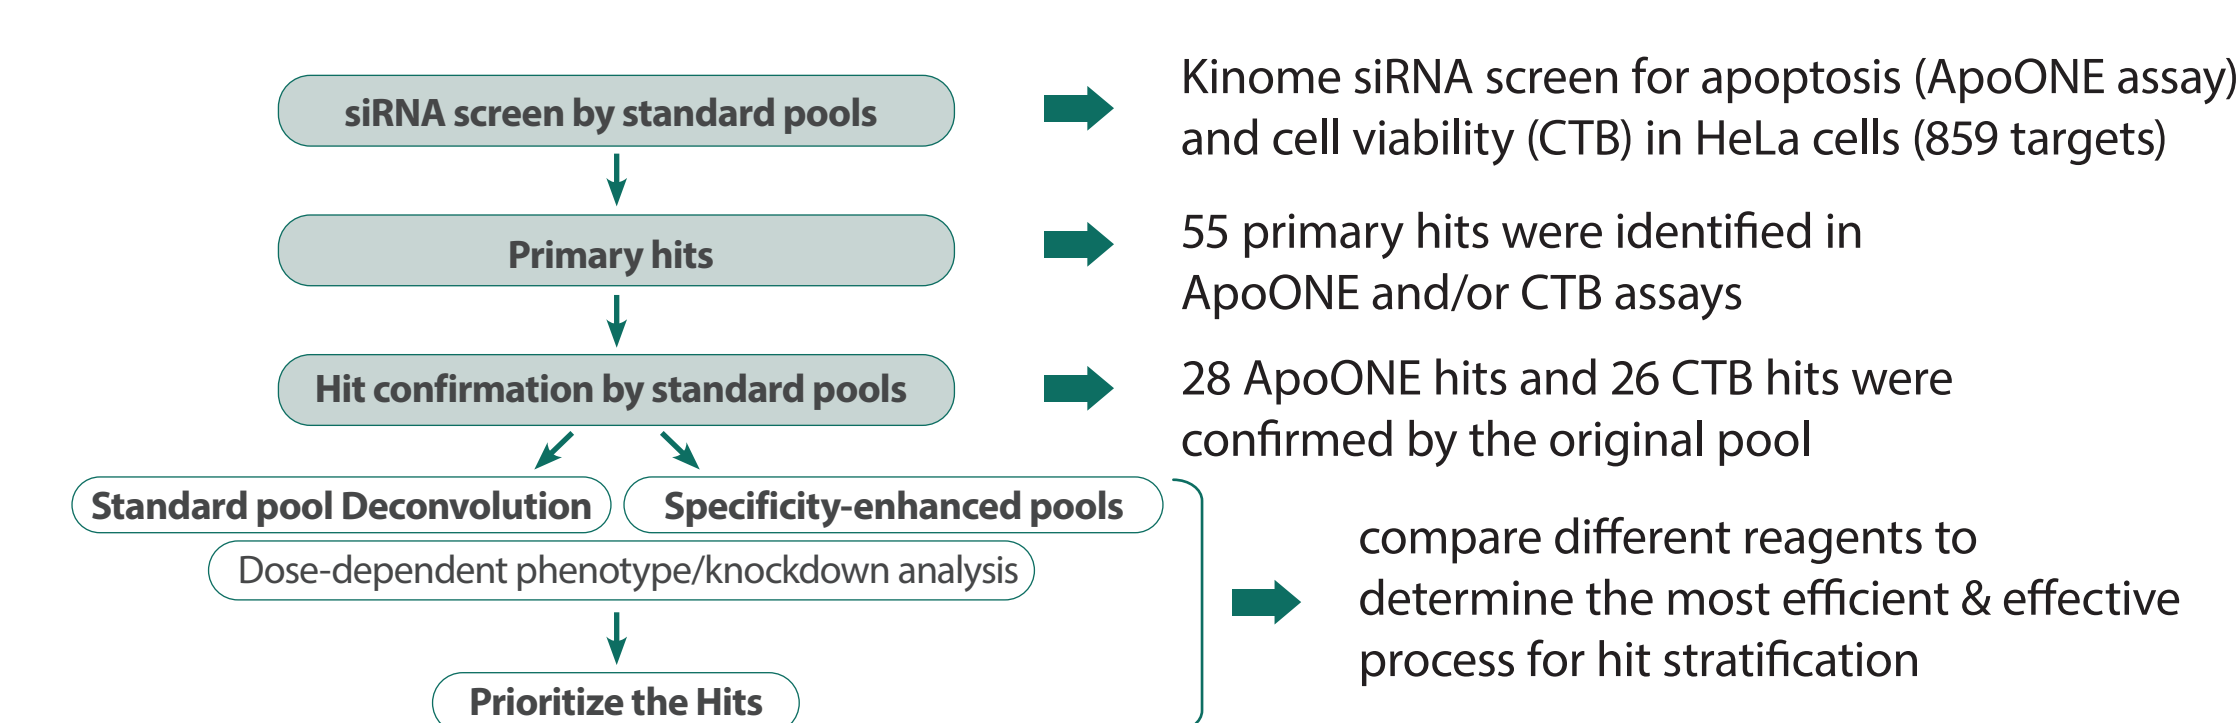 siRNA screen by standard pools
Kinome siRNA screen for apoptosis (ApoONE assay)
and cell viability (CTB) in HeLa cells (859 targets)
Primary hits
55 primary hits were identified in
ApoONE and/or CTB assays
Hit confirmation by standard pools
28 ApoONE hits and 26 CTB hits were
confirmed by the original pool
Standard pool Deconvolution
Specificity-enhanced pools
Dose-dependent phenotype/knockdown analysis
compare different reagents to
determine the most efficient & effective
process for hit stratification
Prioritize the Hits